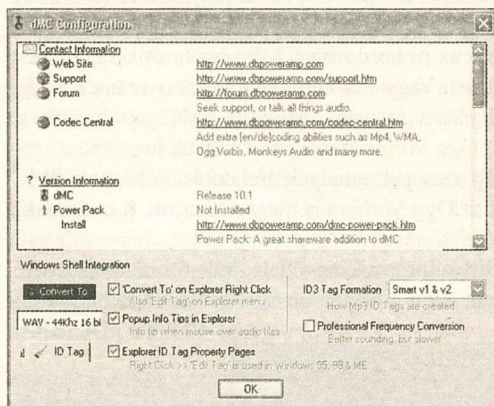 dMC Configuration
Contact Information
Web Site http://www.dbpoweramp.com
Support http://www.dbpoweramp.com/support.htm
Forum http://forum.dbpoweramp.com
Seek support, or talk all things audio.
Codec Central http://www.dbpoweramp.com/codec-central.htm
Add extra [en/de]coding abilities such as Mp4, WMA,
Ogg Vorbis, Monkeys Audio and many more.
? Version Information
dMC Release 10.1
Power Pack Not Installed
Install http://www.dbpoweramp.com/dmc-power-pack.htm
Power Pack: A great shareware addition to dMC
Windows Shell Integration
Convert To
'Convert To' on Explorer Right Click
Also 'Edit Tag' on Explorer menu
ID3 Tag Formation Smart v1 & v2
How Mp3 ID Tags are created
WAV - 44Khz 16 bi
Popup Info Tips in Explorer
Info tip when mouse over audio files
Professional Frequency Conversion
Better sounding, but slower
ID Tag
Explorer ID Tag Property Pages
Right Click >> 'Edit Tag' is used in Windows 95, 98 & ME
OK